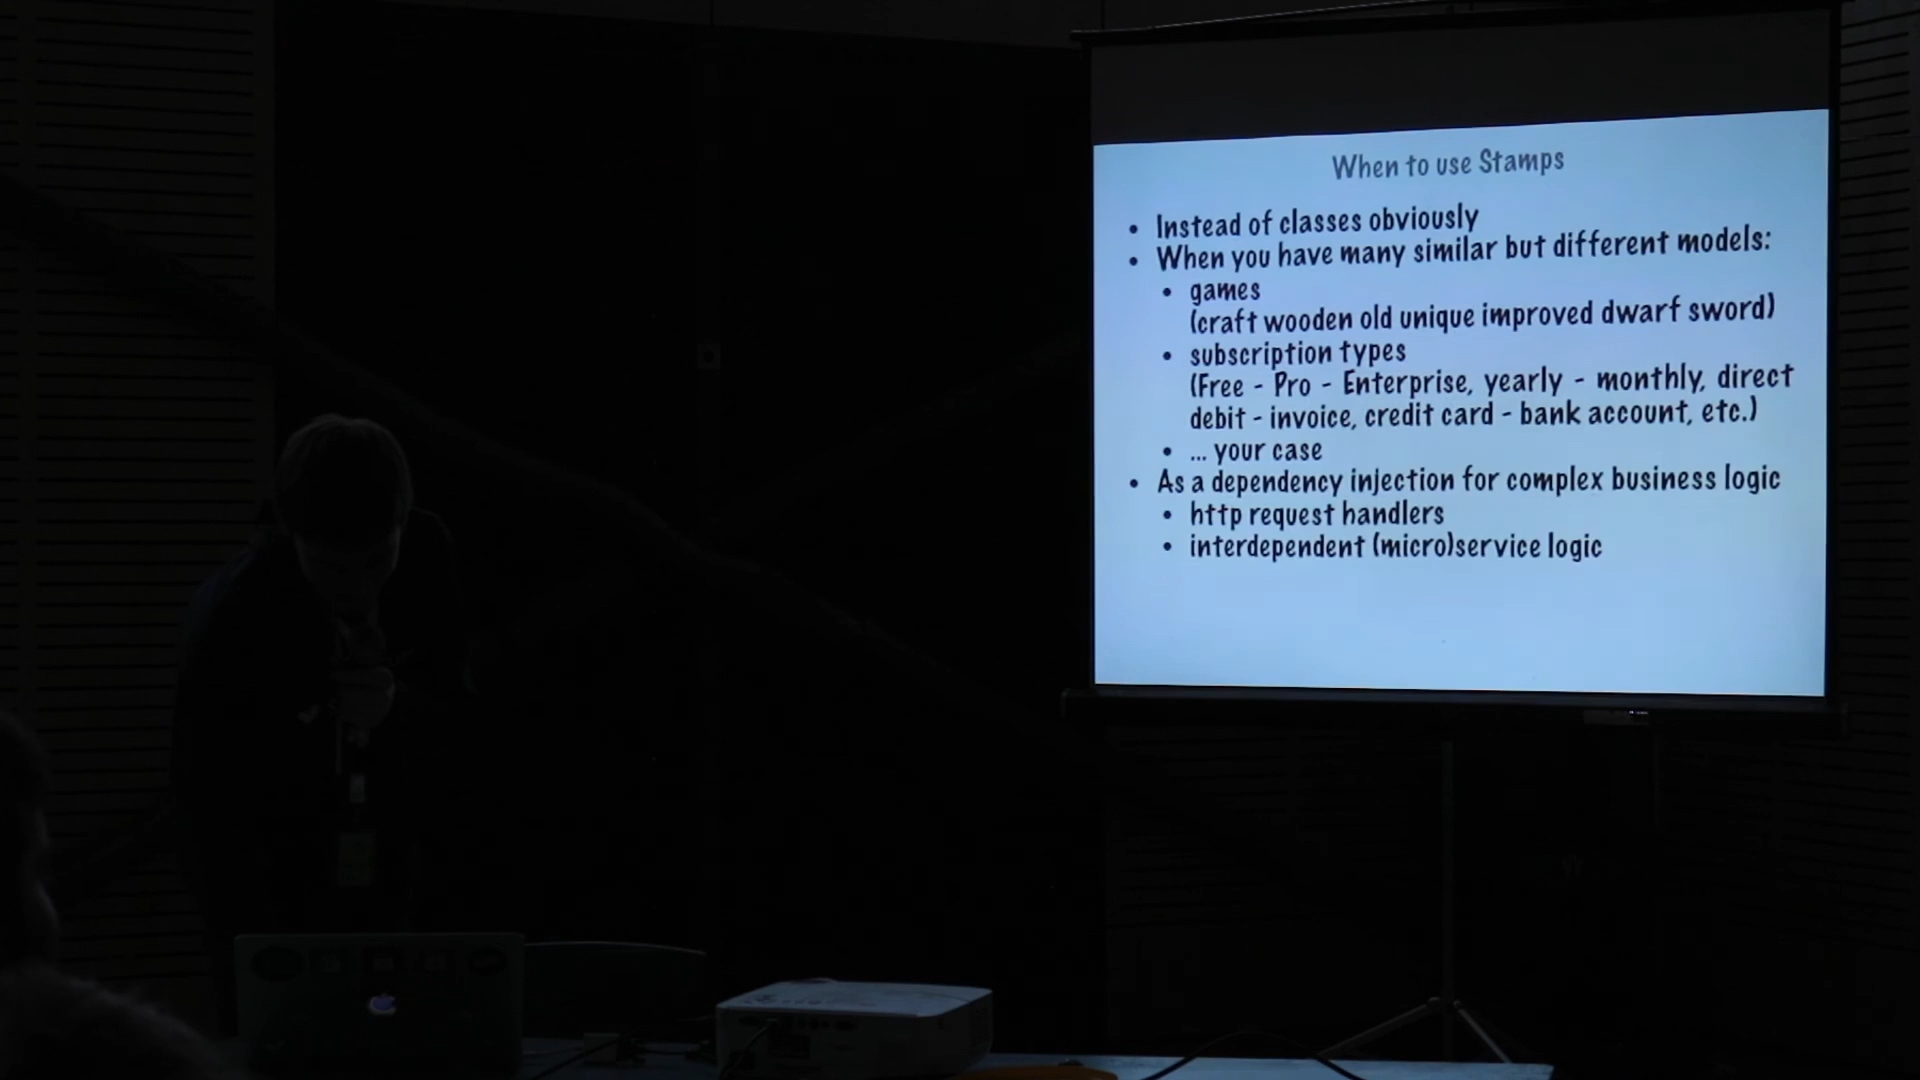 When to use Stamps
• Instead of classes obviously
• When you have many similar but different models:
• games
(craft wooden old unique improved dwarf sword)
• subscription types
(Free - Pro - Enterprise, yearly - monthly, direct
debit - invoice, credit card - bank account, etc.)
• ... your case
• As a dependency injection for complex business logic
• http request handlers
• interdependent (micro)service logic